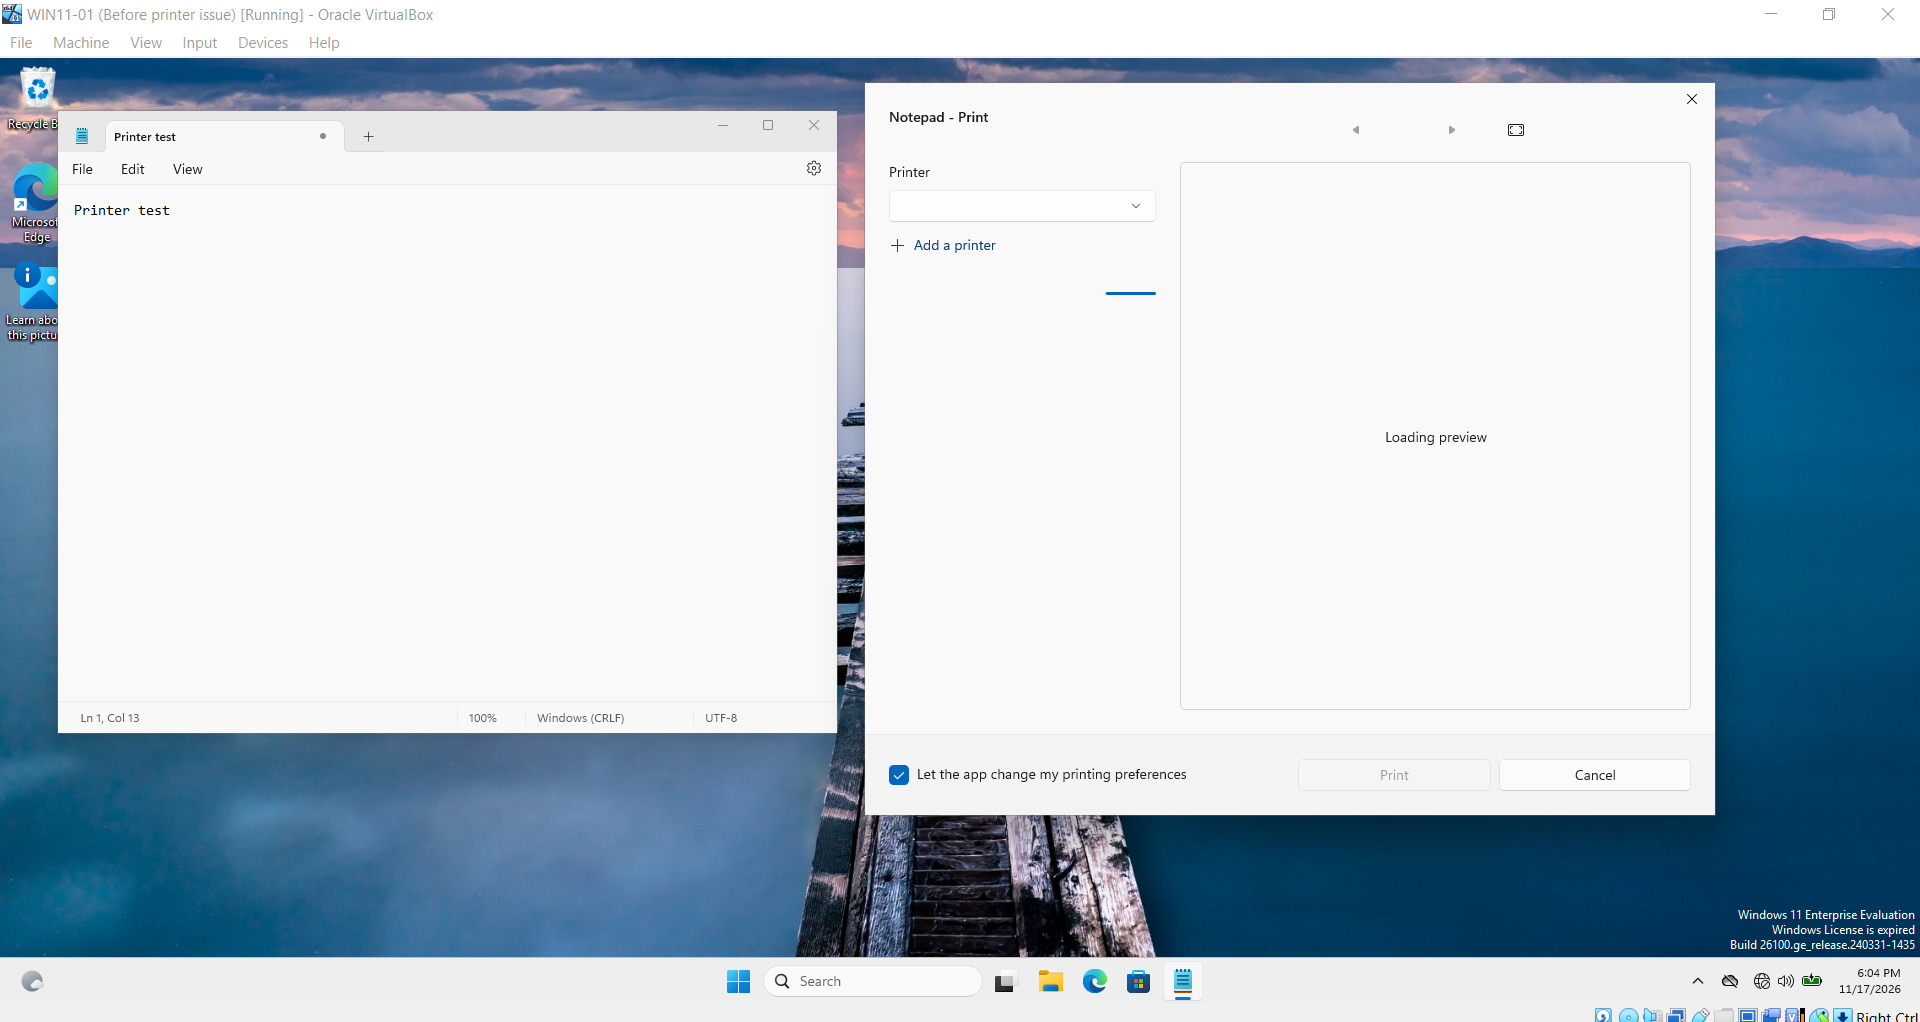 WIN11-01 (Before printer issue) [Running] - Oracle VirtualBox
File Machine View Input Devices Help
Recycle B
Microsof
Edge
Learn abo
this pictu
Printer test
File Edit View
Printer test
Ln 1, Col 13
100%
Windows (CRLF)
UTF-8
Notepad - Print
Printer
Add a printer
Loading preview
Let the app change my printing preferences
Print
Cancel
Windows 11 Enterprise Evaluation
Windows License is expired
Build 26100.ge_release.240331-1435
Search
6:04 PM
11/17/2026
Right Ctrl